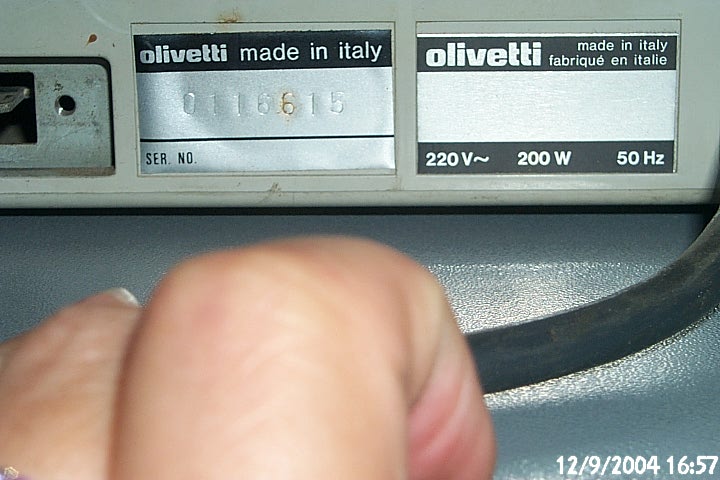 olivetti made in italy
0116615
SER. NO.
olivetti made in italy
fabriqué en italie
220 V~ 200 W 50 Hz
12/9/2004 16:57